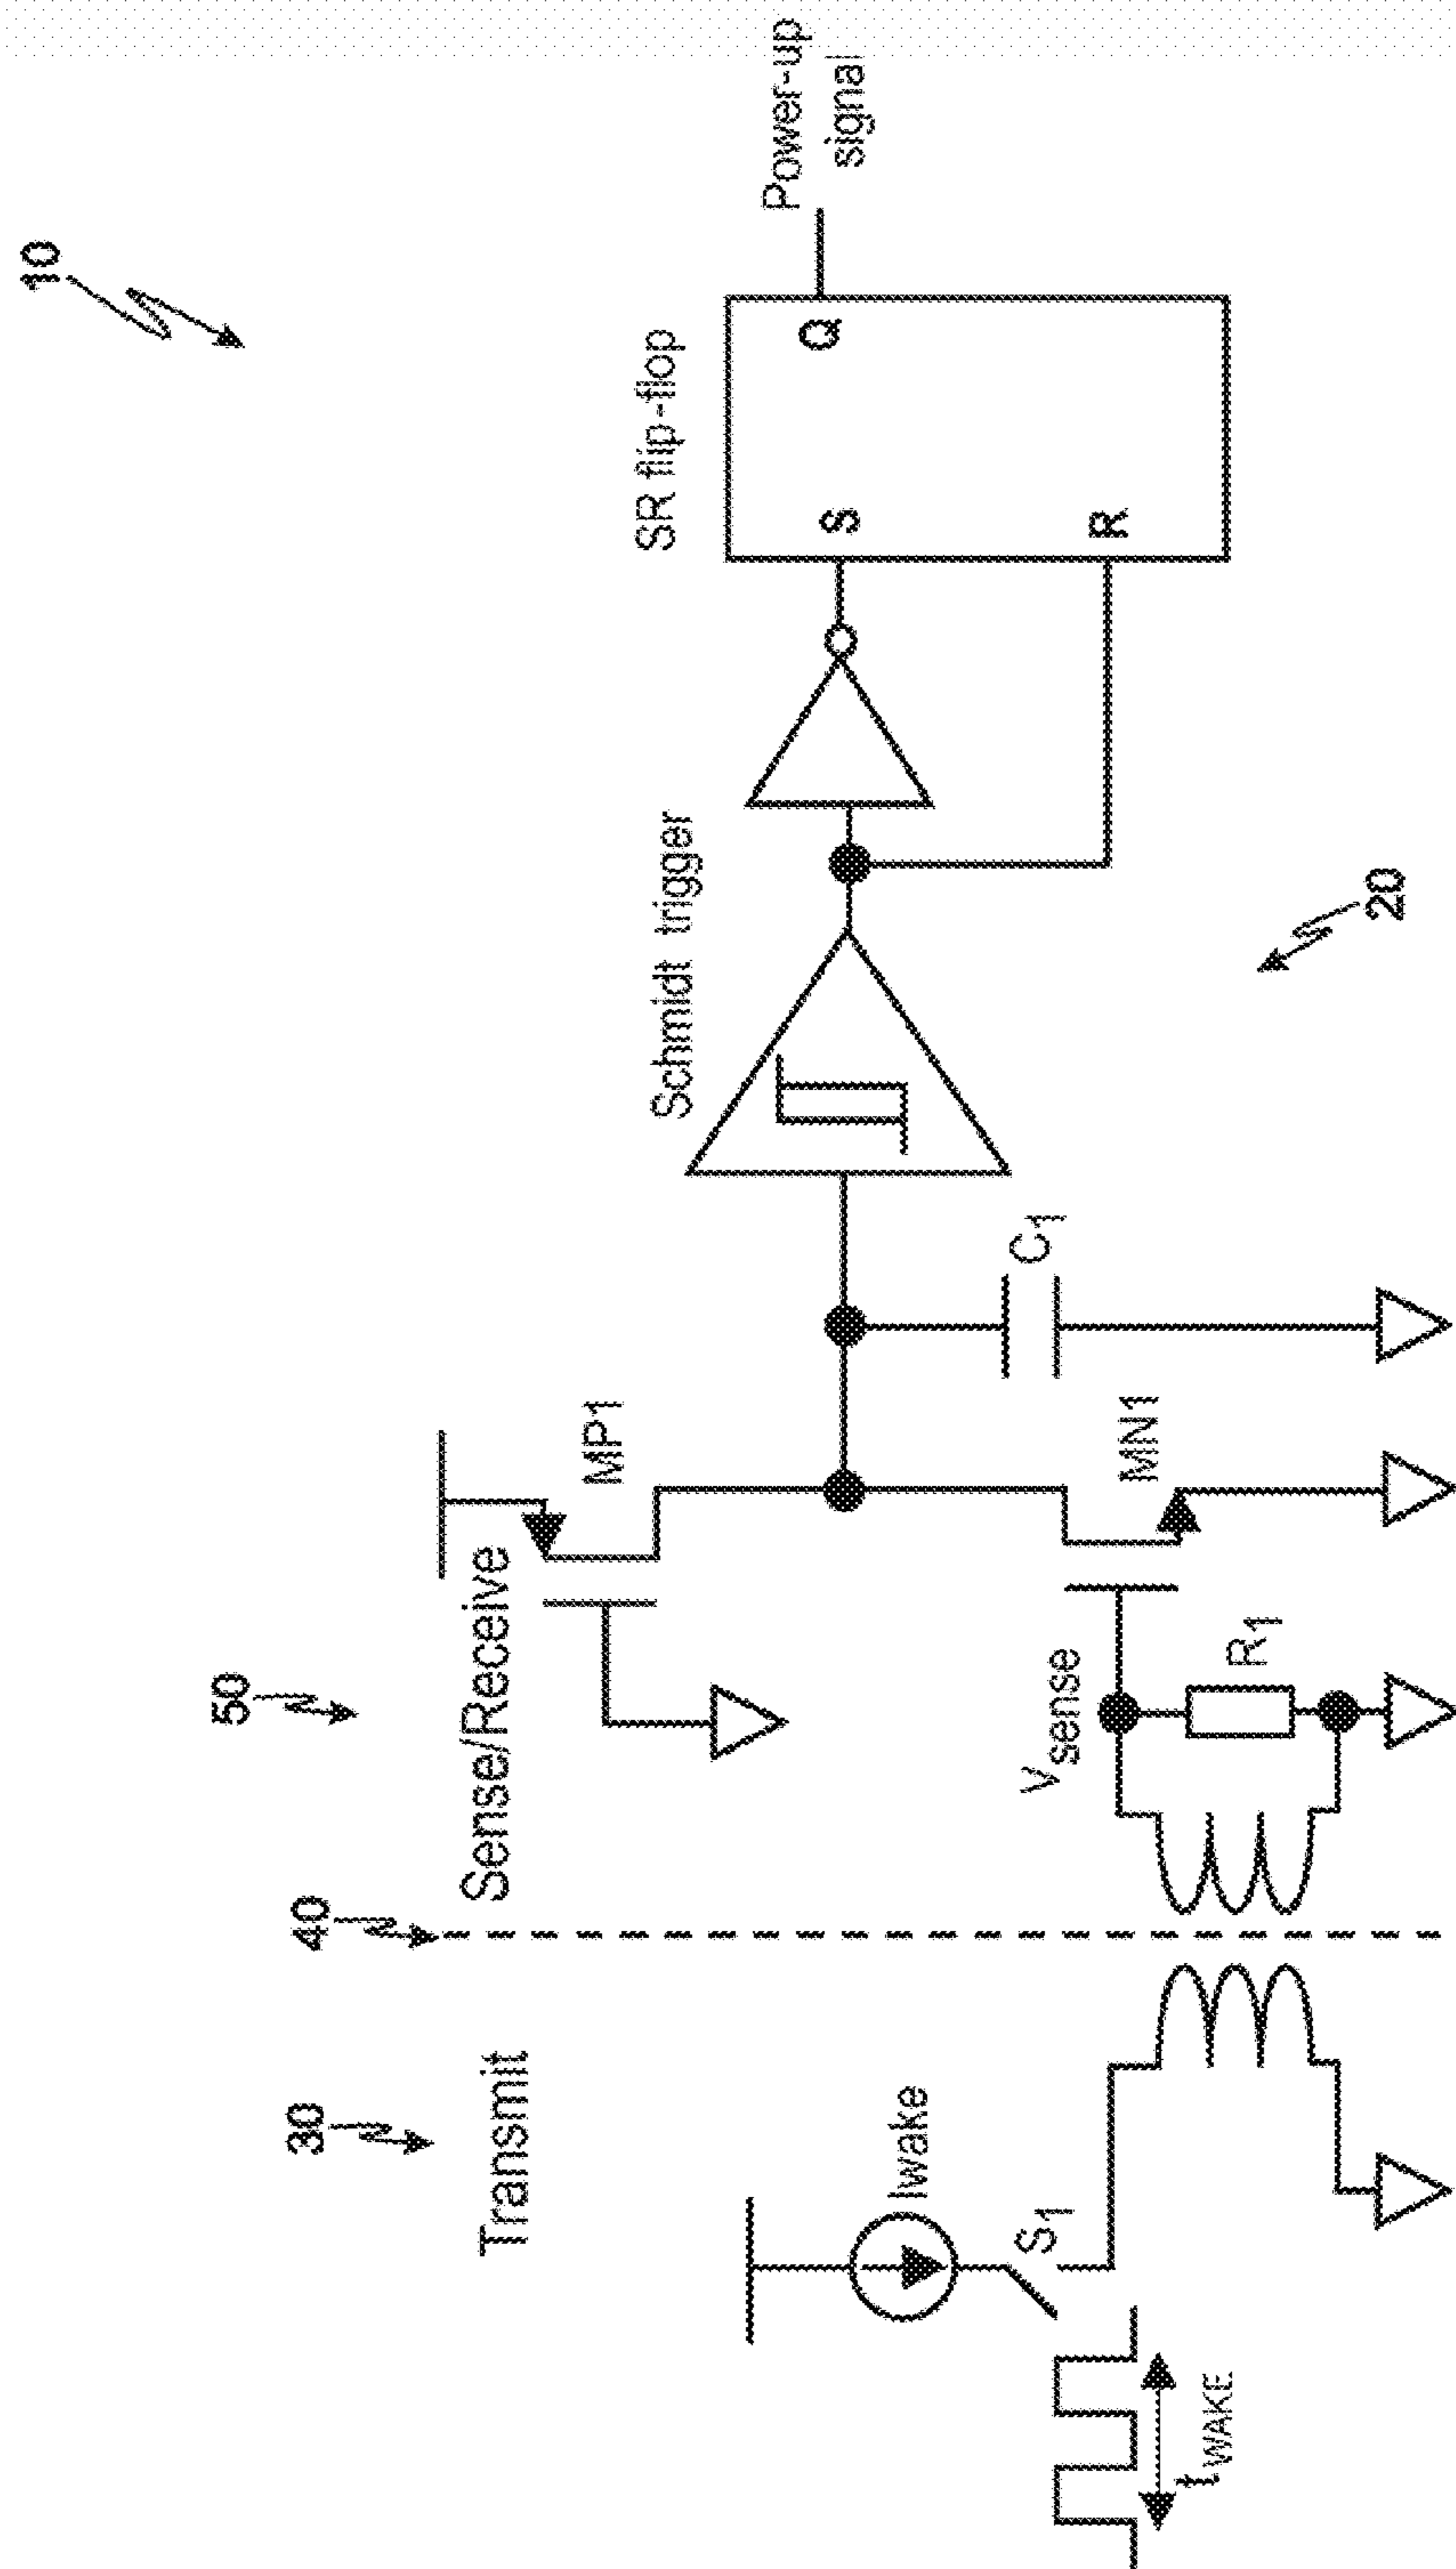 10
50
40
30
Sense/Receive
Transmit
SR flip-flop
Schmidt trigger
MP1
Iwake
Power-up
signal
S
Q
C1
S1
Vsense
MN1
R
R1
tWAKE
20